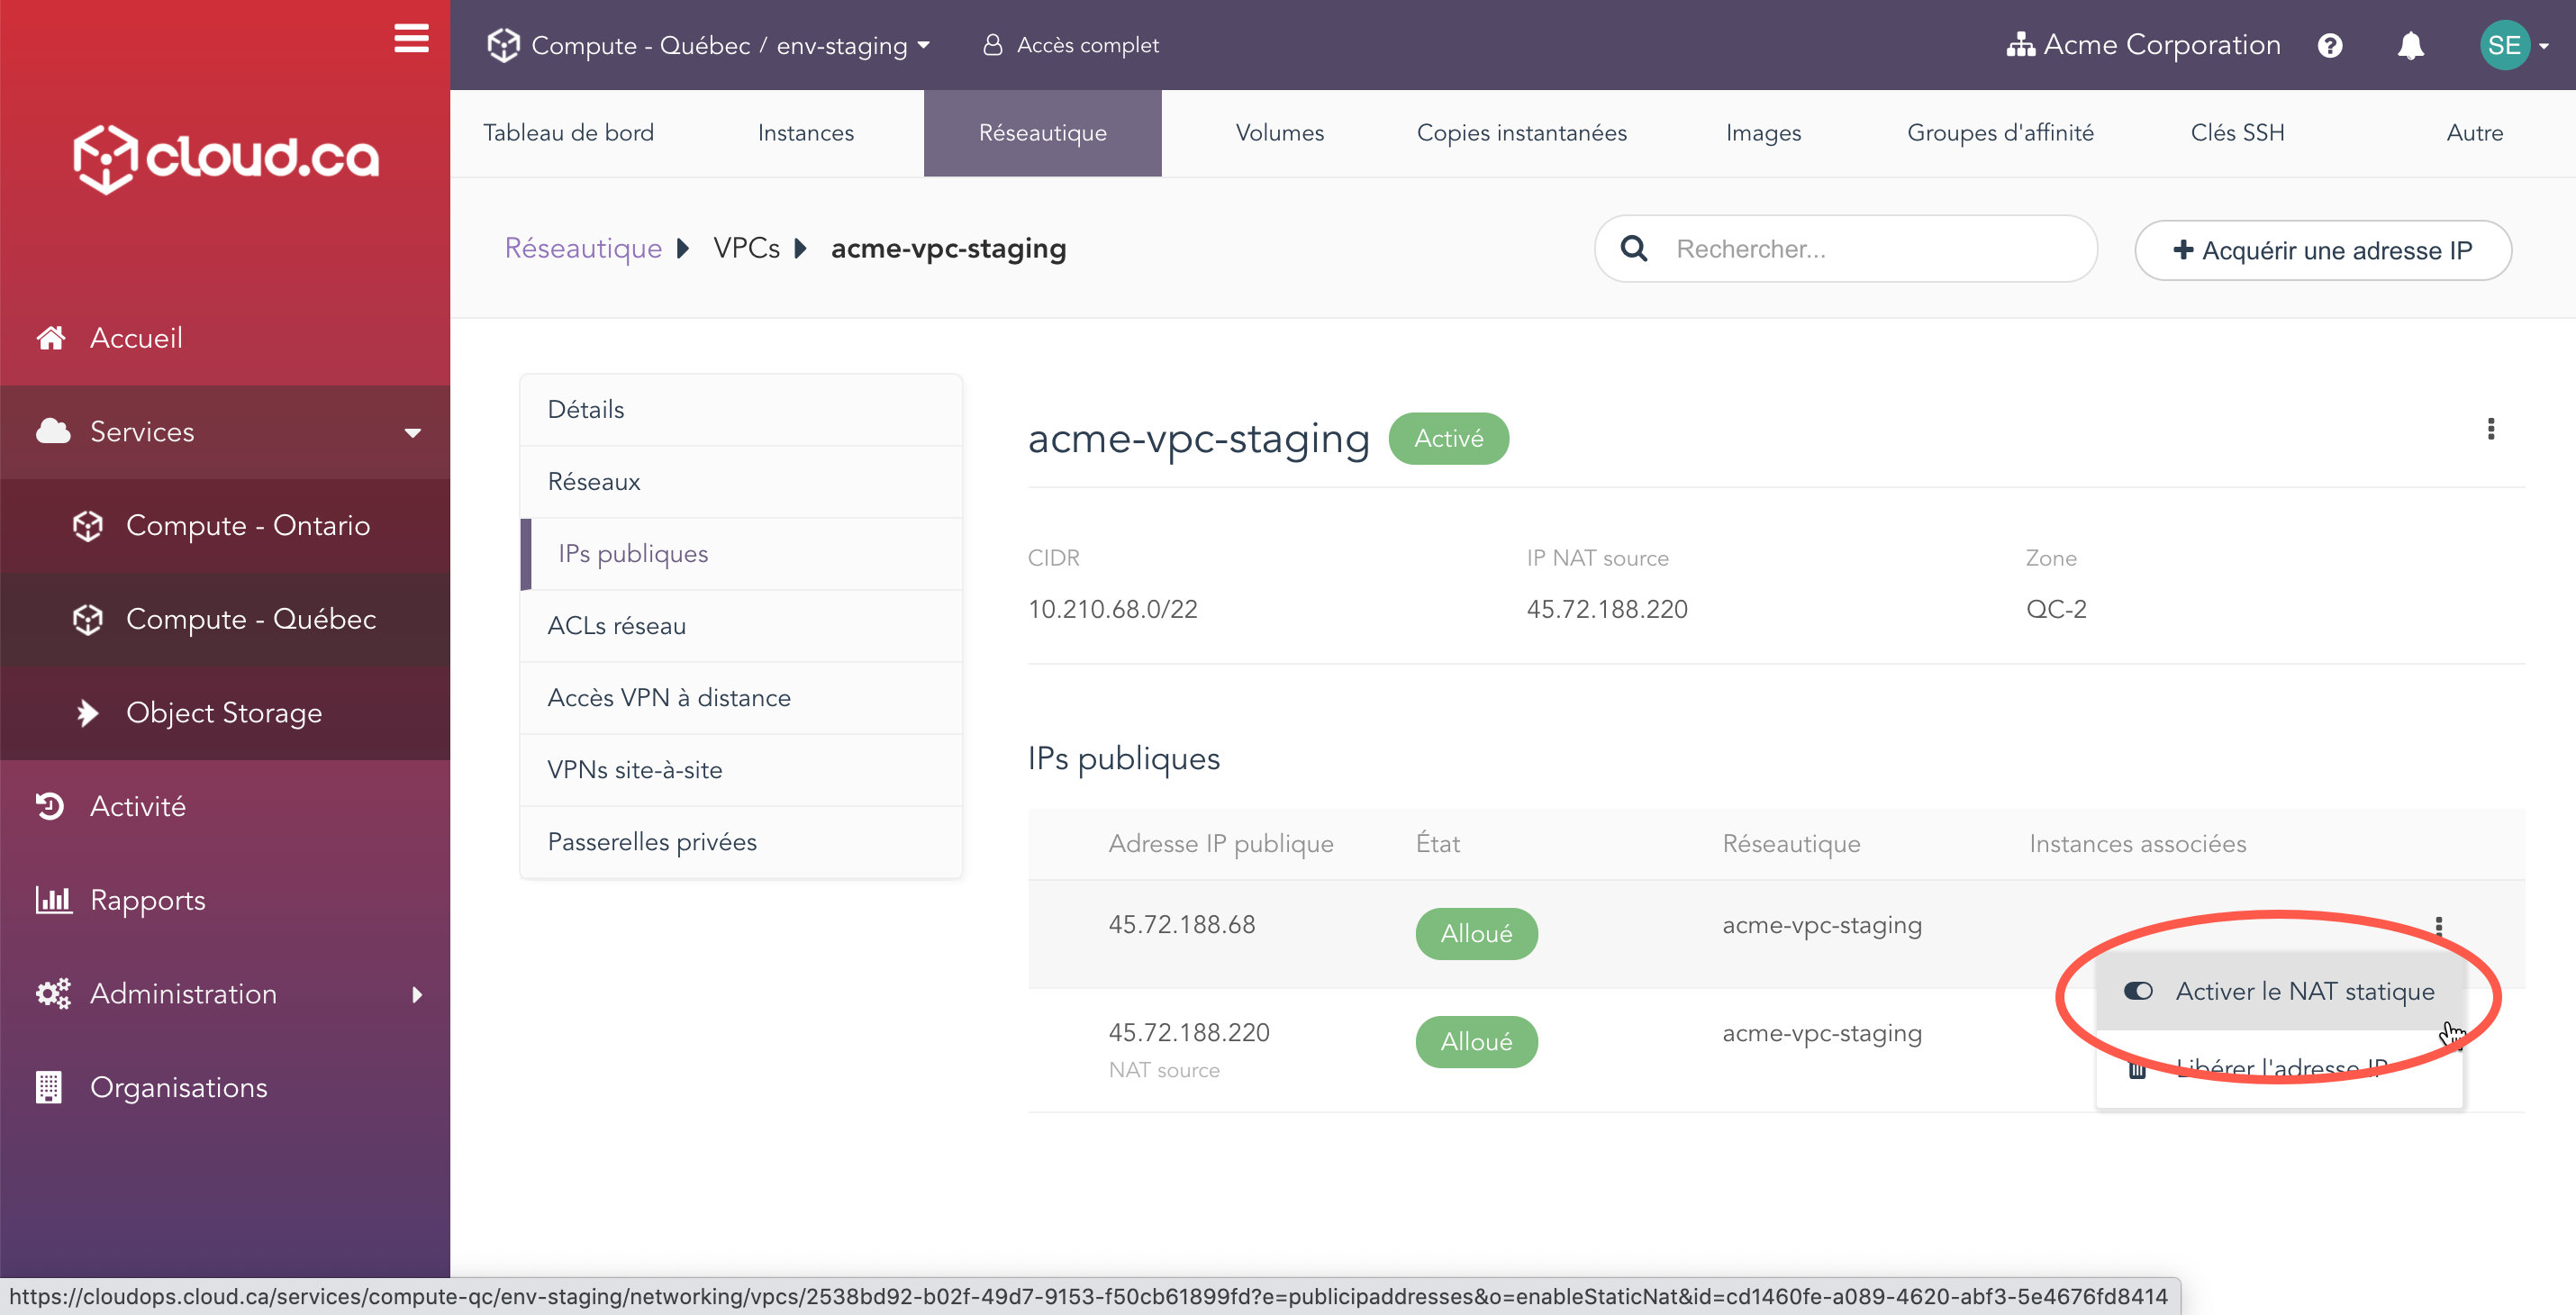 Compute - Québec / env-staging
Accès complet
Acme Corporation
SE
cloud.ca
Tableau de bord
Instances
Réseautique
Volumes
Copies instantanées
Images
Groupes d'affinité
Clés SSH
Autre
Réseautique
VPCs
acme-vpc-staging
Rechercher...
Acquérir une adresse IP
Accueil
Services
Compute - Ontario
Compute - Québec
Object Storage
Activité
Rapports
Administration
Organisations
Détails
Réseaux
IPs publiques
ACLs réseau
Accès VPN à distance
VPNs site-à-site
Passerelles privées
acme-vpc-staging
Activé
CIDR
10.210.68.0/22
IP NAT source
45.72.188.220
Zone
QC-2
IPs publiques
Adresse IP publique
État
Réseautique
Instances associées
45.72.188.68
Alloué
acme-vpc-staging
45.72.188.220
NAT source
Alloué
acme-vpc-staging
Activer le NAT statique
Libérer l'adresse IP
https://cloudops.cloud.ca/services/compute-qc/env-staging/networking/vpcs/2538bd92-b02f-49d7-9153-f50cb61899fd?e=publicipaddresses&o=enableStaticNat&id=cd1460fe-a089-4620-abf3-5e4676fd8414